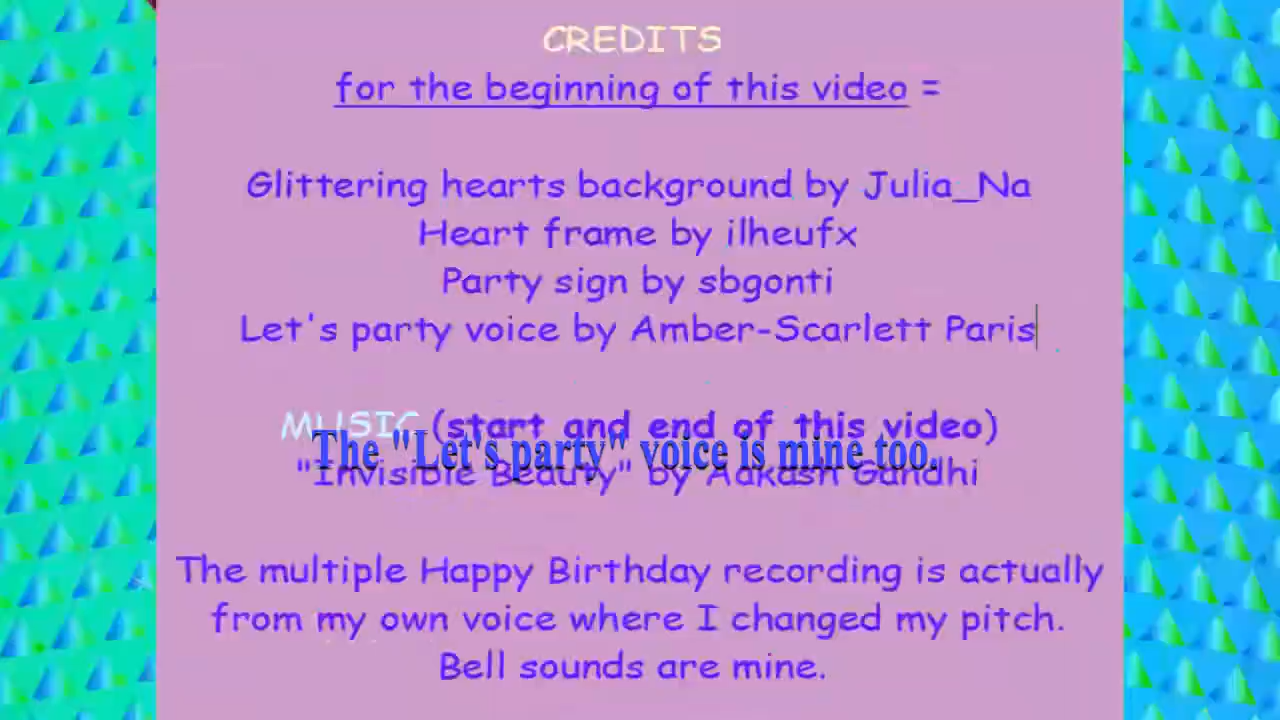 CREDITS
for the beginning of this video =
Glittering hearts background by Julia_Na
Heart frame by ilheufx
Party sign by sbgonti
Let's party voice by Amber-Scarlett Paris
MUSIC (start and end of this video)
The "Let's party" voice is mine too.
"Invisible Beauty" by Aakash Gandhi
The multiple Happy Birthday recording is actually
from my own voice where I changed my pitch.
Bell sounds are mine.